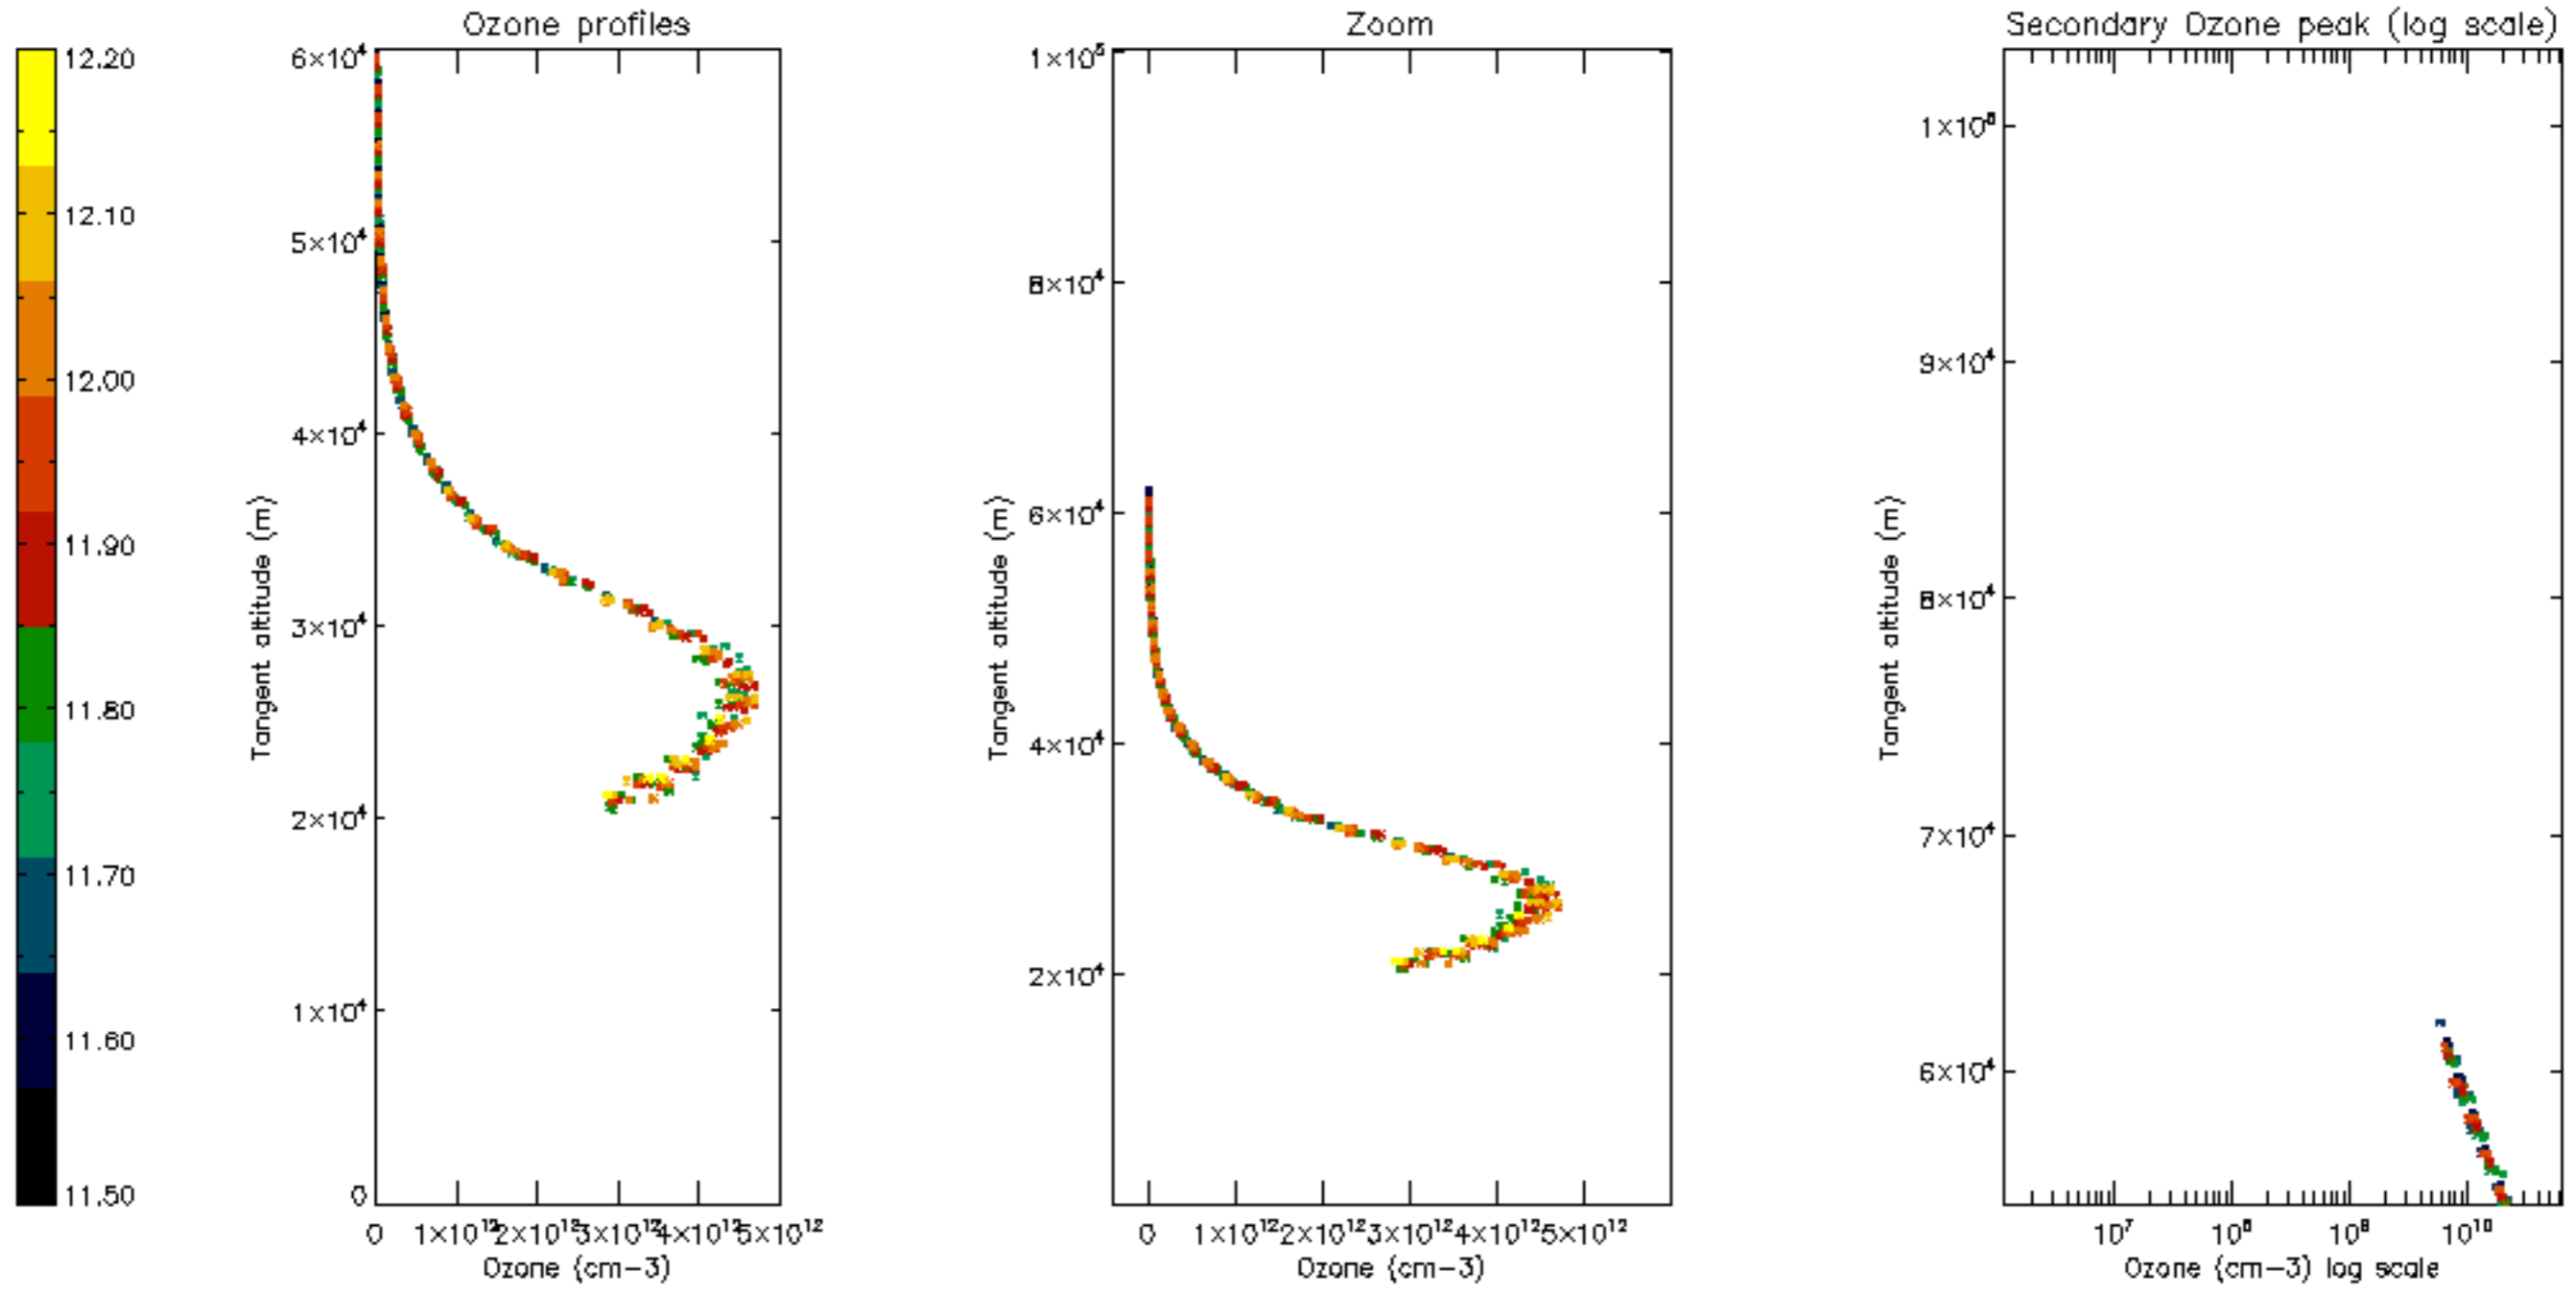 Ozone profiles
Zoom
Secondary Ozone peak (log scale)
12.20
12.10
12.00
11.90
11.80
11.70
11.60
11.50
6×10⁴
5×10⁴
4×10⁴
3×10⁴
2×10⁴
1×10⁴
0
Tangent altitude (m)
0 1×10¹² 2×10¹² 3×10¹² 4×10¹² 5×10¹²
Ozone (cm-3)
1×10⁵
8×10⁴
6×10⁴
4×10⁴
2×10⁴
Tangent altitude (m)
0 1×10¹² 2×10¹² 3×10¹² 4×10¹² 5×10¹²
Ozone (cm-3)
1×10⁵
9×10⁴
8×10⁴
7×10⁴
6×10⁴
Tangent altitude (m)
10⁷ 10⁸ 10⁹ 10¹⁰
Ozone (cm-3) log scale